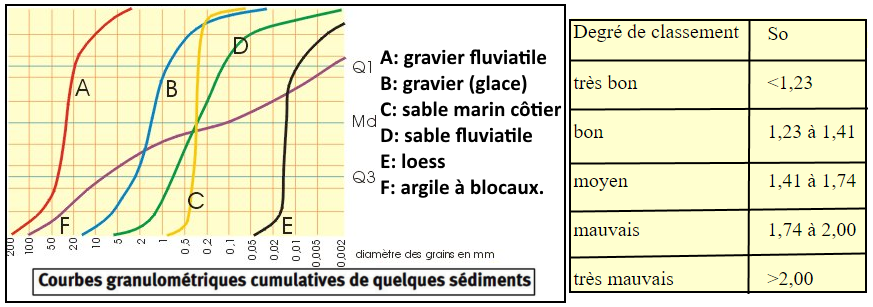 A
B
C
D
E
F
Q1
Md
Q3
200 100 50 20 10 5 2 1 0,5 0,2 0,1 0,05 0,02 0,01 0,005 0,002
diamètre des grains en mm
Courbes granulométriques cumulatives de quelques sédiments
A: gravier fluviatile
B: gravier (glace)
C: sable marin côtier
D: sable fluviatile
E: loess
F: argile à blocaux.
Degré de classement So
très bon <1,23
bon 1,23 à 1,41
moyen 1,41 à 1,74
mauvais 1,74 à 2,00
très mauvais >2,00